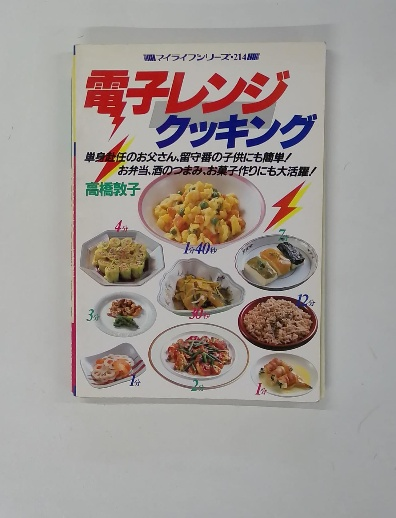 マイライフシリーズ・214
電子レンジ
クッキング
単身赴任のお父さん、留守番の子供にも簡単!
お弁当、酒のつまみ、お菓子作りにも大活躍!
高橋敦子
4分
1分40秒
7分
3分
30秒
12分
1分
2分
1分